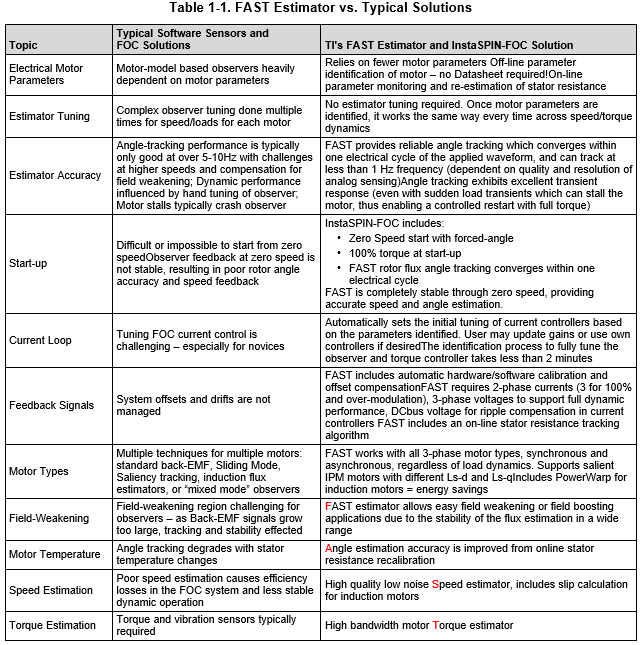 Table 1-1. FAST Estimator vs. Typical Solutions
Topic
Typical Software Sensors and
FOC Solutions
TI's FAST Estimator and InstaSPIN-FOC Solution
Electrical Motor
Parameters
Motor-model based observers heavily
dependent on motor parameters
Relies on fewer motor parameters Off-line parameter
identification of motor – no Datasheet required!On-line
parameter monitoring and re-estimation of stator resistance
Estimator Tuning
Complex observer tuning done multiple
times for speed/loads for each motor
No estimator tuning required. Once motor parameters are
identified, it works the same way every time across speed/torque
dynamics
Estimator Accuracy
Angle-tracking performance is typically
only good at over 5-10Hz with challenges
at higher speeds and compensation for
field weakening; Dynamic performance
influenced by hand tuning of observer;
Motor stalls typically crash observer
FAST provides reliable angle tracking which converges within
one electrical cycle of the applied waveform, and can track at
less than 1 Hz frequency (dependent on quality and resolution of
analog sensing)Angle tracking exhibits excellent transient
response (even with sudden load transients which can stall the
motor, thus enabling a controlled restart with full torque)
Start-up
Difficult or impossible to start from zero
speedObserver feedback at zero speed is
not stable, resulting in poor rotor angle
accuracy and speed feedback
InstaSPIN-FOC includes:
• Zero Speed start with forced-angle
• 100% torque at start-up
• FAST rotor flux angle tracking converges within one
electrical cycle
FAST is completely stable through zero speed, providing
accurate speed and angle estimation.
Current Loop
Tuning FOC current control is
challenging – especially for novices
Automatically sets the initial tuning of current controllers based
on the parameters identified. User may update gains or use own
controllers if desiredThe identification process to fully tune the
observer and torque controller takes less than 2 minutes
Feedback Signals
System offsets and drifts are not
managed
FAST includes automatic hardware/software calibration and
offset compensationFAST requires 2-phase currents (3 for 100%
and over-modulation), 3-phase voltages to support full dynamic
performance, DCbus voltage for ripple compensation in current
controllers FAST includes an on-line stator resistance tracking
algorithm
Motor Types
Multiple techniques for multiple motors:
standard back-EMF, Sliding Mode,
Saliency tracking, induction flux
estimators, or “mixed mode” observers
FAST works with all 3-phase motor types, synchronous and
asynchronous, regardless of load dynamics. Supports salient
IPM motors with different Ls-d and Ls-qIncludes PowerWarp for
induction motors = energy savings
Field-Weakening
Field-weakening region challenging for
observers – as Back-EMF signals grow
too large, tracking and stability effected
FAST estimator allows easy field weakening or field boosting
applications due to the stability of the flux estimation in a wide
range
Motor Temperature
Angle tracking degrades with stator
temperature changes
Angle estimation accuracy is improved from online stator
resistance recalibration
Speed Estimation
Poor speed estimation causes efficiency
losses in the FOC system and less stable
dynamic operation
High quality low noise Speed estimator, includes slip calculation
for induction motors
Torque Estimation
Torque and vibration sensors typically
required
High bandwidth motor Torque estimator